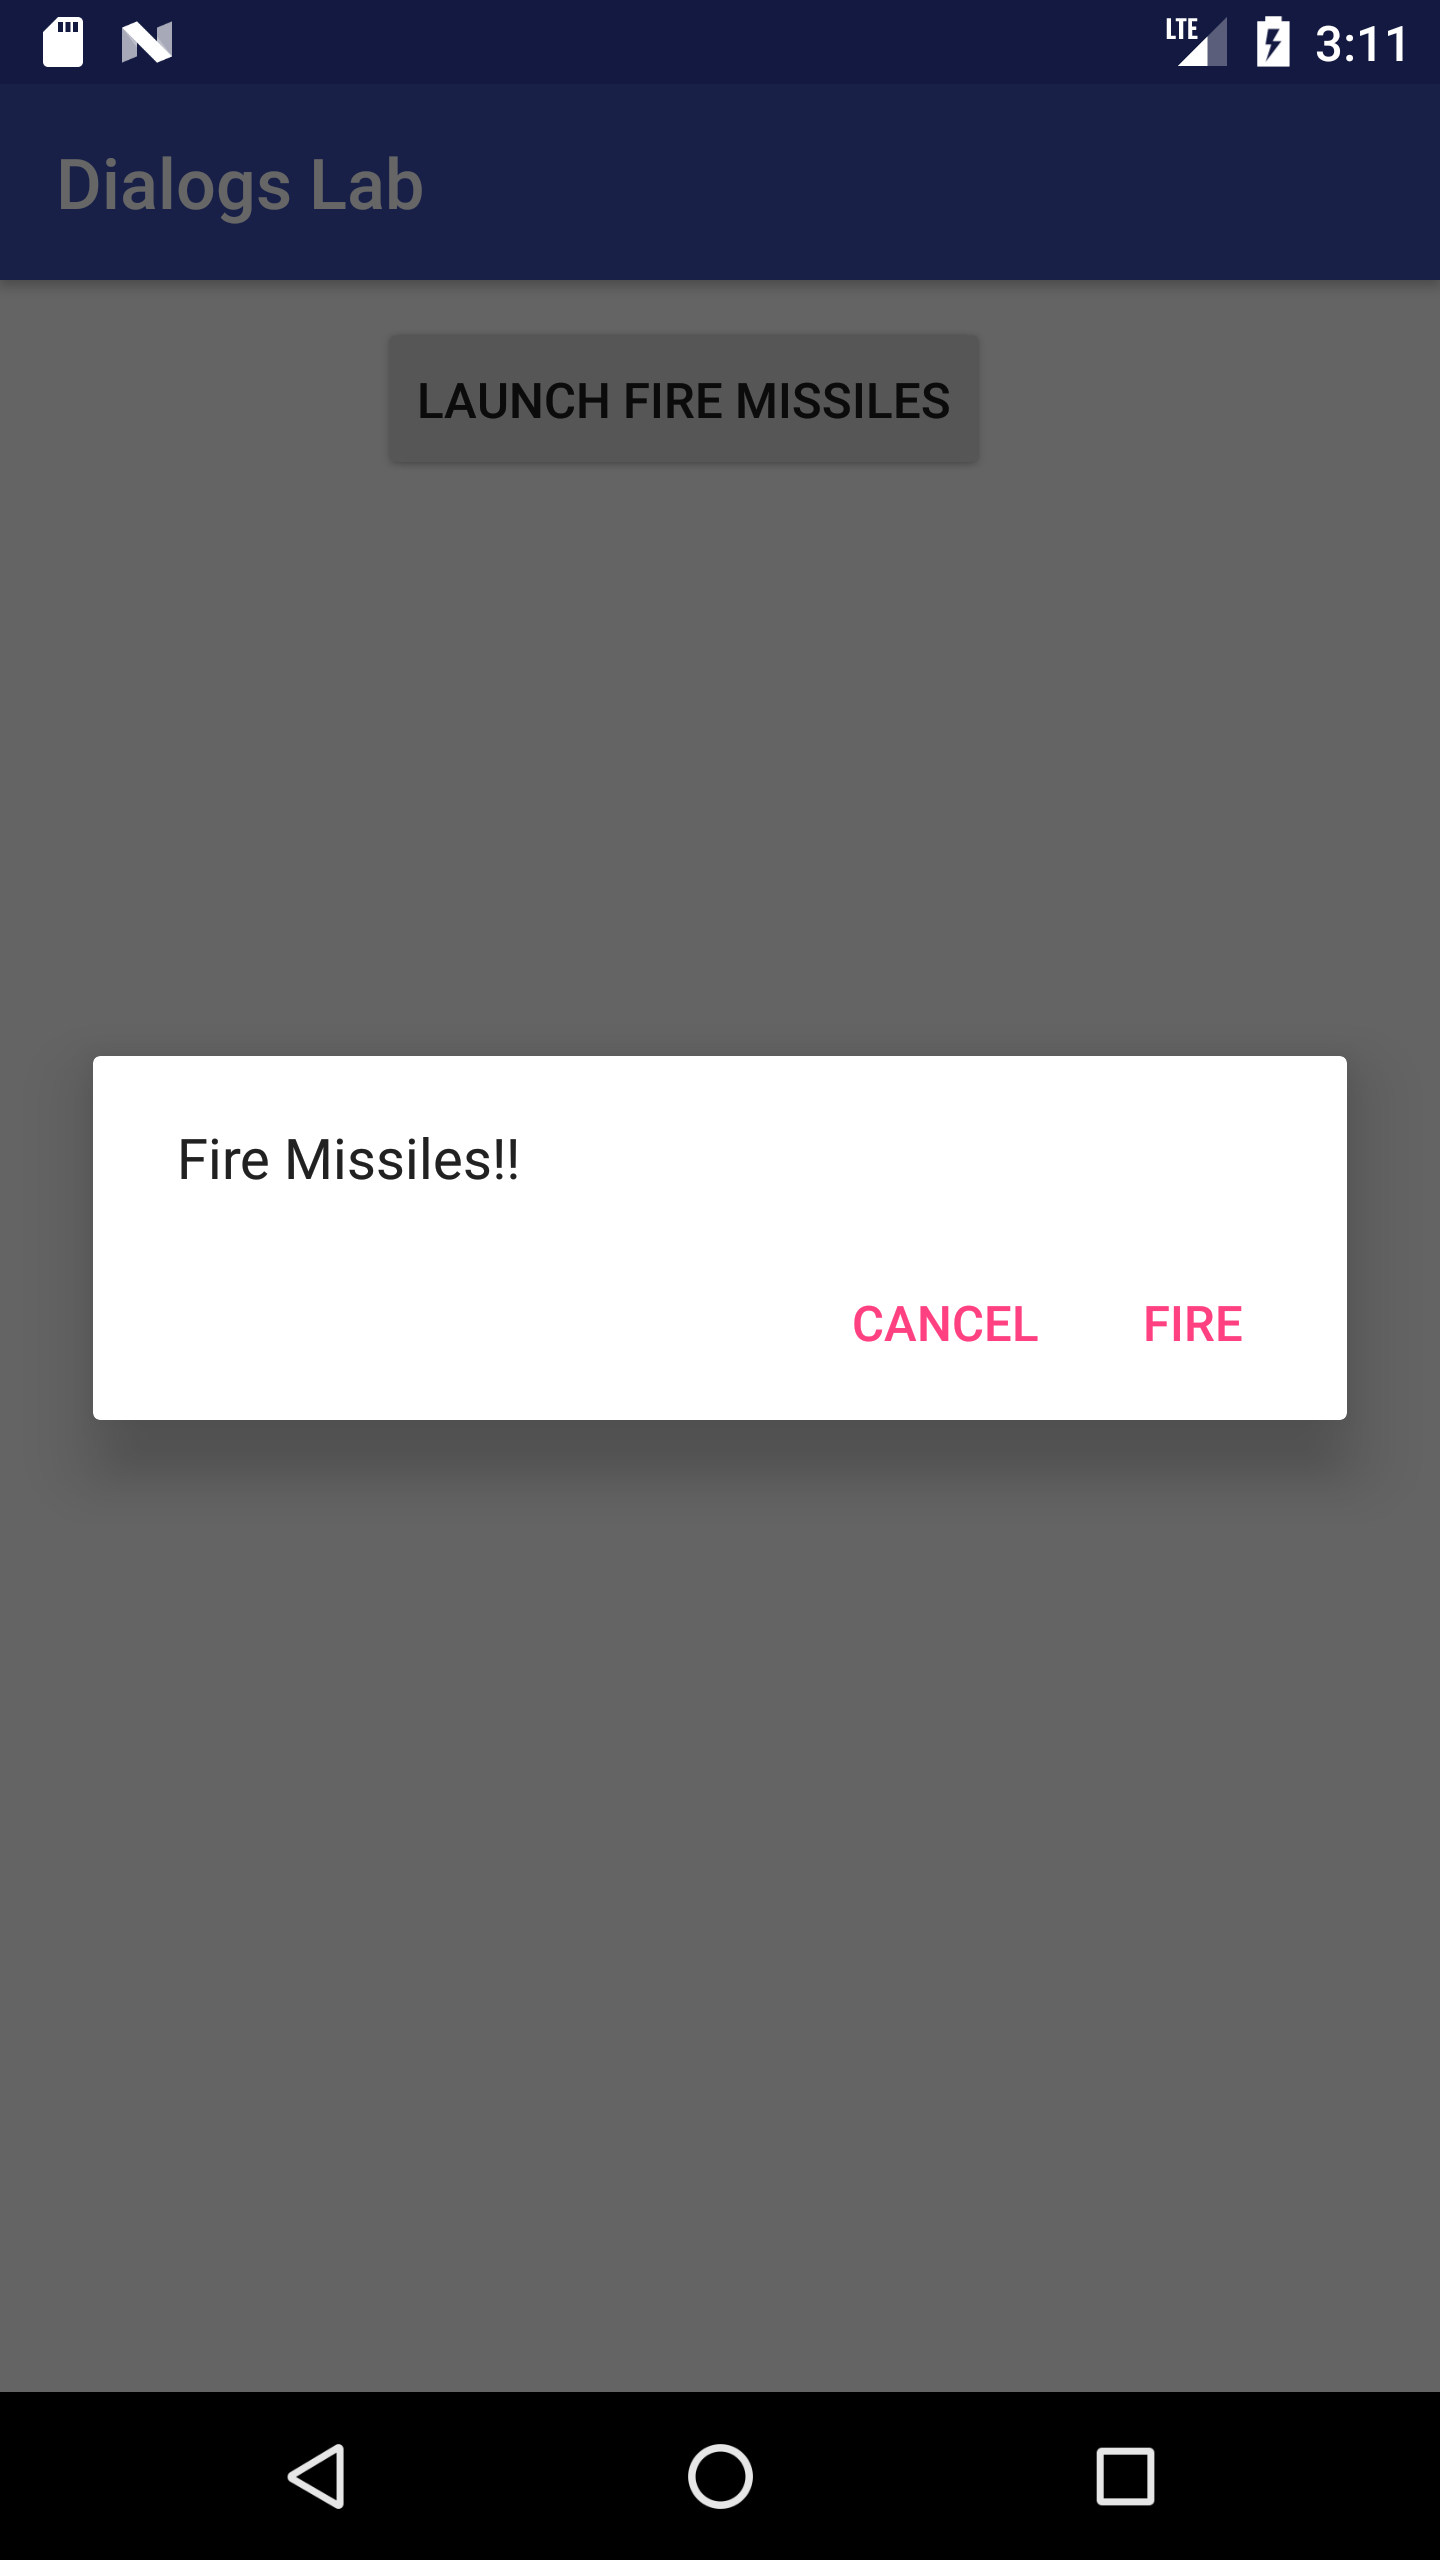 LTE 3:11
Dialogs Lab
LAUNCH FIRE MISSILES
Fire Missiles!!
CANCEL FIRE